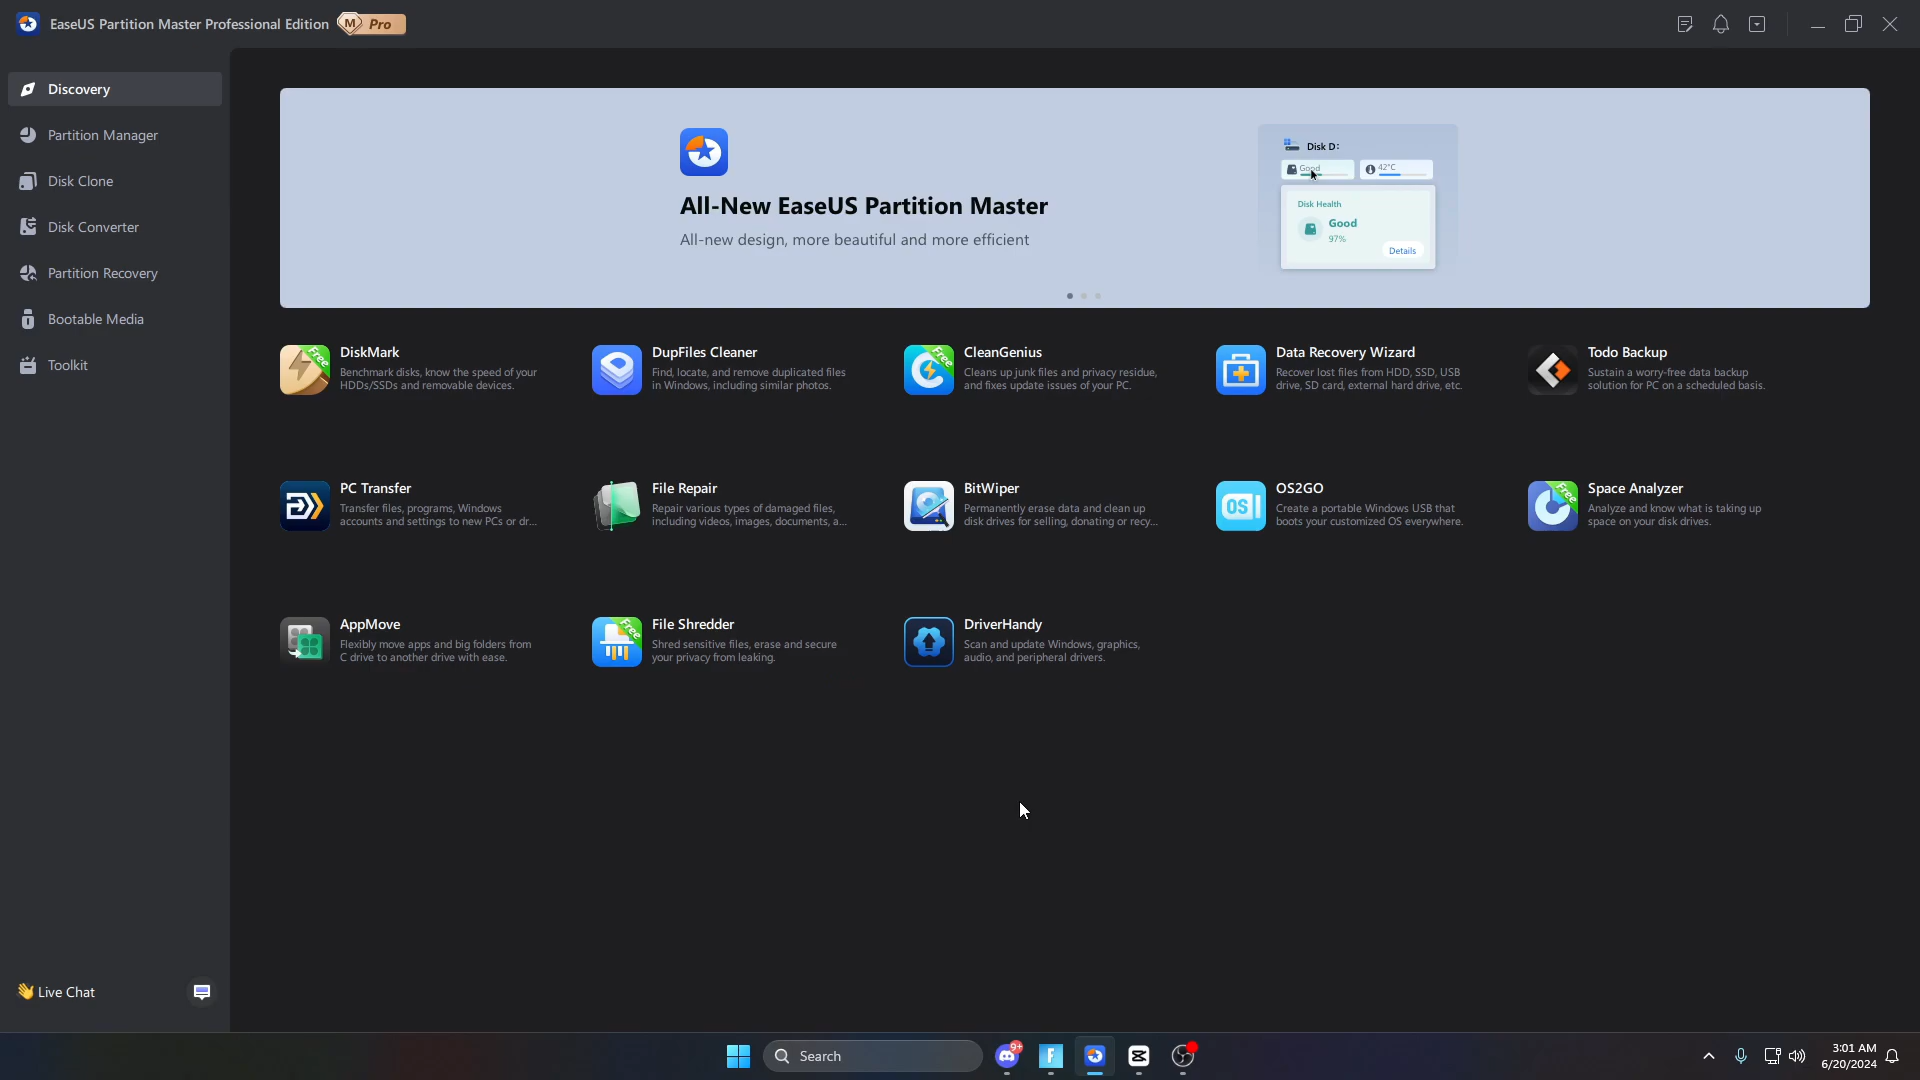 EaseUS Partition Master Professional Edition
M Pro
Discovery
Partition Manager
Disk Clone
Disk Converter
Partition Recovery
Bootable Media
Toolkit
Live Chat
All-New EaseUS Partition Master
All-new design, more beautiful and more efficient
Disk D:
Good
42°C
Disk Health
Good
97%
Details
Free
DiskMark
Benchmark disks, know the speed of your
HDDs/SSDs and removable devices.
DupFiles Cleaner
Find, locate, and remove duplicated files
in Windows, including similar photos.
Free
CleanGenius
Cleans up junk files and privacy residue,
and fixes update issues of your PC.
Data Recovery Wizard
Recover lost files from HDD, SSD, USB
drive, SD card, external hard drive, etc.
Todo Backup
Sustain a worry-free data backup
solution for PC on a scheduled basis.
PC Transfer
Transfer files, programs, Windows
accounts and settings to new PCs or dr...
File Repair
Repair various types of damaged files,
including videos, images, documents, a...
BitWiper
Permanently erase data and clean up
disk drives for selling, donating or recy...
OS
OS2GO
Create a portable Windows USB that
boots your customized OS everywhere.
Free
Space Analyzer
Analyze and know what is taking up
space on your disk drives.
AppMove
Flexibly move apps and big folders from
C drive to another drive with ease.
Free
File Shredder
Shred sensitive files, erase and secure
your privacy from leaking.
DriverHandy
Scan and update Windows, graphics,
audio, and peripheral drivers.
Search
9+
F
3:01 AM
6/20/2024